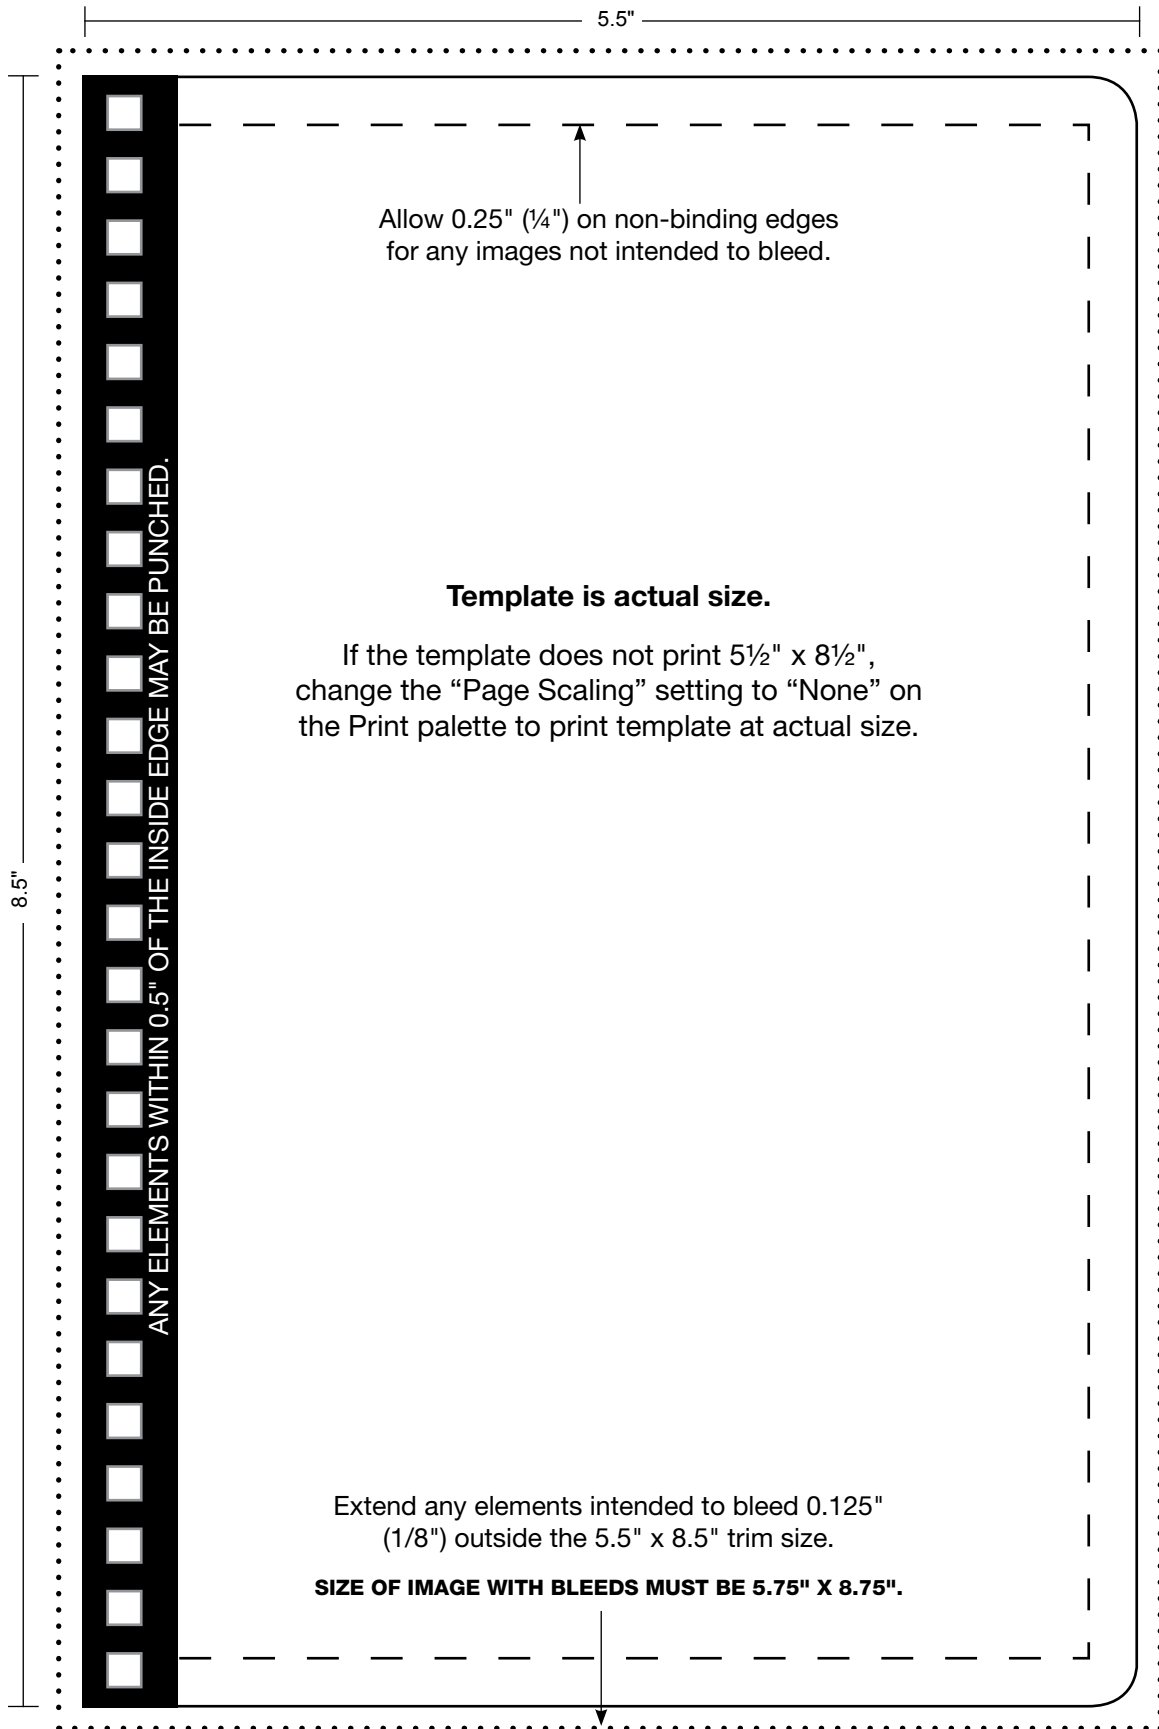 5.5"
Allow 0.25" (¼") on non-binding edges
for any images not intended to bleed.
Template is actual size.
If the template does not print 5½" x 8½",
change the “Page Scaling” setting to “None” on
the Print palette to print template at actual size.
8.5"
ANY ELEMENTS WITHIN 0.5" OF THE INSIDE EDGE MAY BE PUNCHED.
Extend any elements intended to bleed 0.125"
(1/8") outside the 5.5" x 8.5" trim size.
SIZE OF IMAGE WITH BLEEDS MUST BE 5.75" X 8.75".